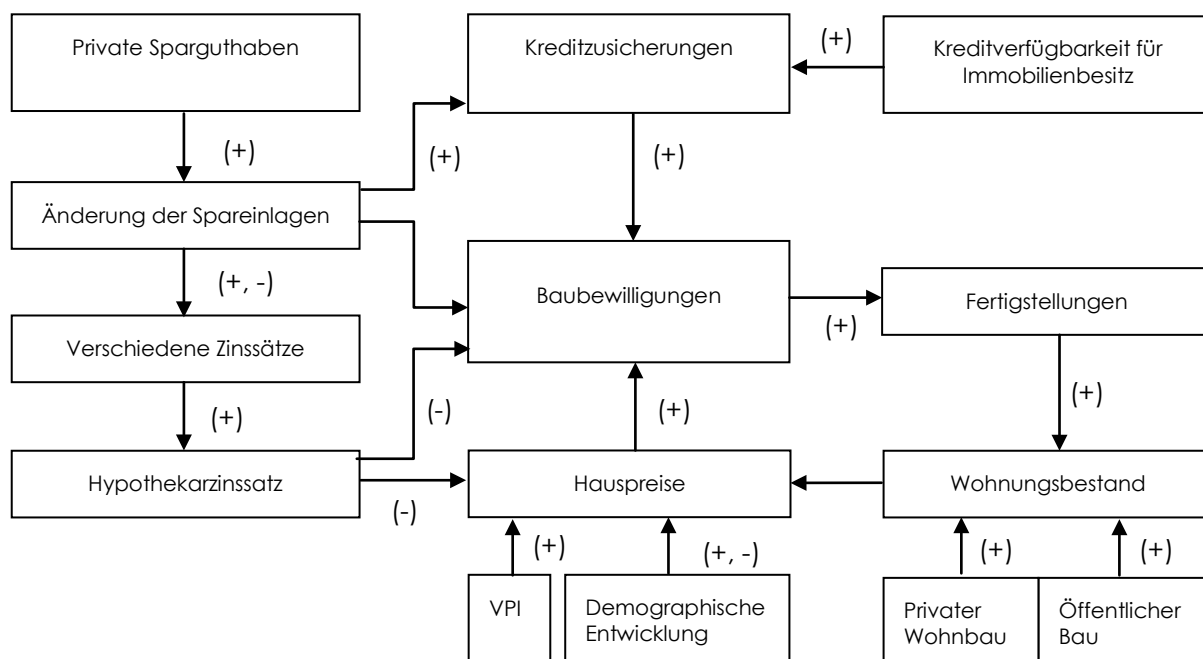 Private Sparguthaben
Kreditzusicherungen
(+)
Kreditverfügbarkeit für
Immobilienbesitz
(+)
(+)
(+)
Änderung der Spareinlagen
(+, -)
Baubewilligungen
(+)
Fertigstellungen
Verschiedene Zinssätze
(+)
(-)
(+)
(+)
Hypothekarzinssatz
(-)
Hauspreise
Wohnungsbestand
(+)
(+, -)
(+)
(+)
VPI
Demographische
Entwicklung
Privater
Wohnbau
Öffentlicher
Bau